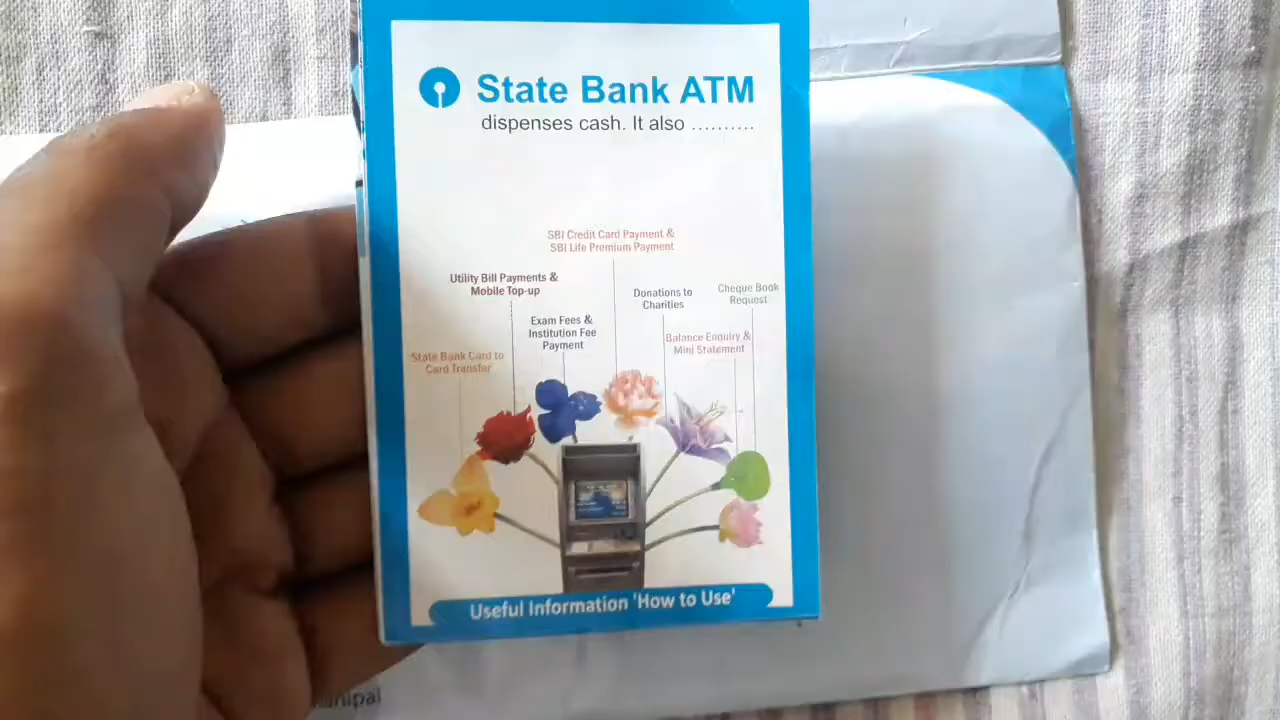 State Bank ATM
dispenses cash. It also ..........
SBI Credit Card Payment &
SBI Life Premium Payment
Utility Bill Payments &
Mobile Top-up
Donations to
Charities
Cheque Book
Request
Exam Fees &
Institution Fee
Payment
Balance Enquiry &
Mini Statement
State Bank Card to
Card Transfer
Useful Information 'How to Use'